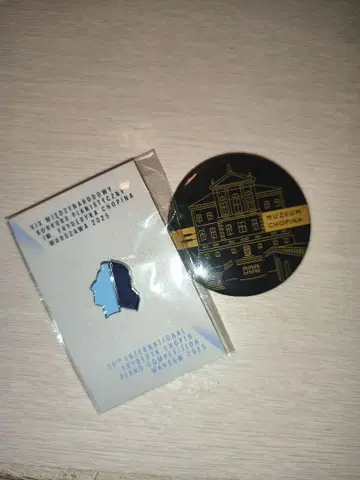 XIX MIĘDZYNARODOWY
KONKURS PIANISTYCZNY
IM. FRYDERYKA CHOPINA
WARSZAWA 2025
19TH INTERNATIONAL
FRYDERYK CHOPIN
PIANO COMPETITION
WARSAW 2025
MUZEUM
CHOPINA